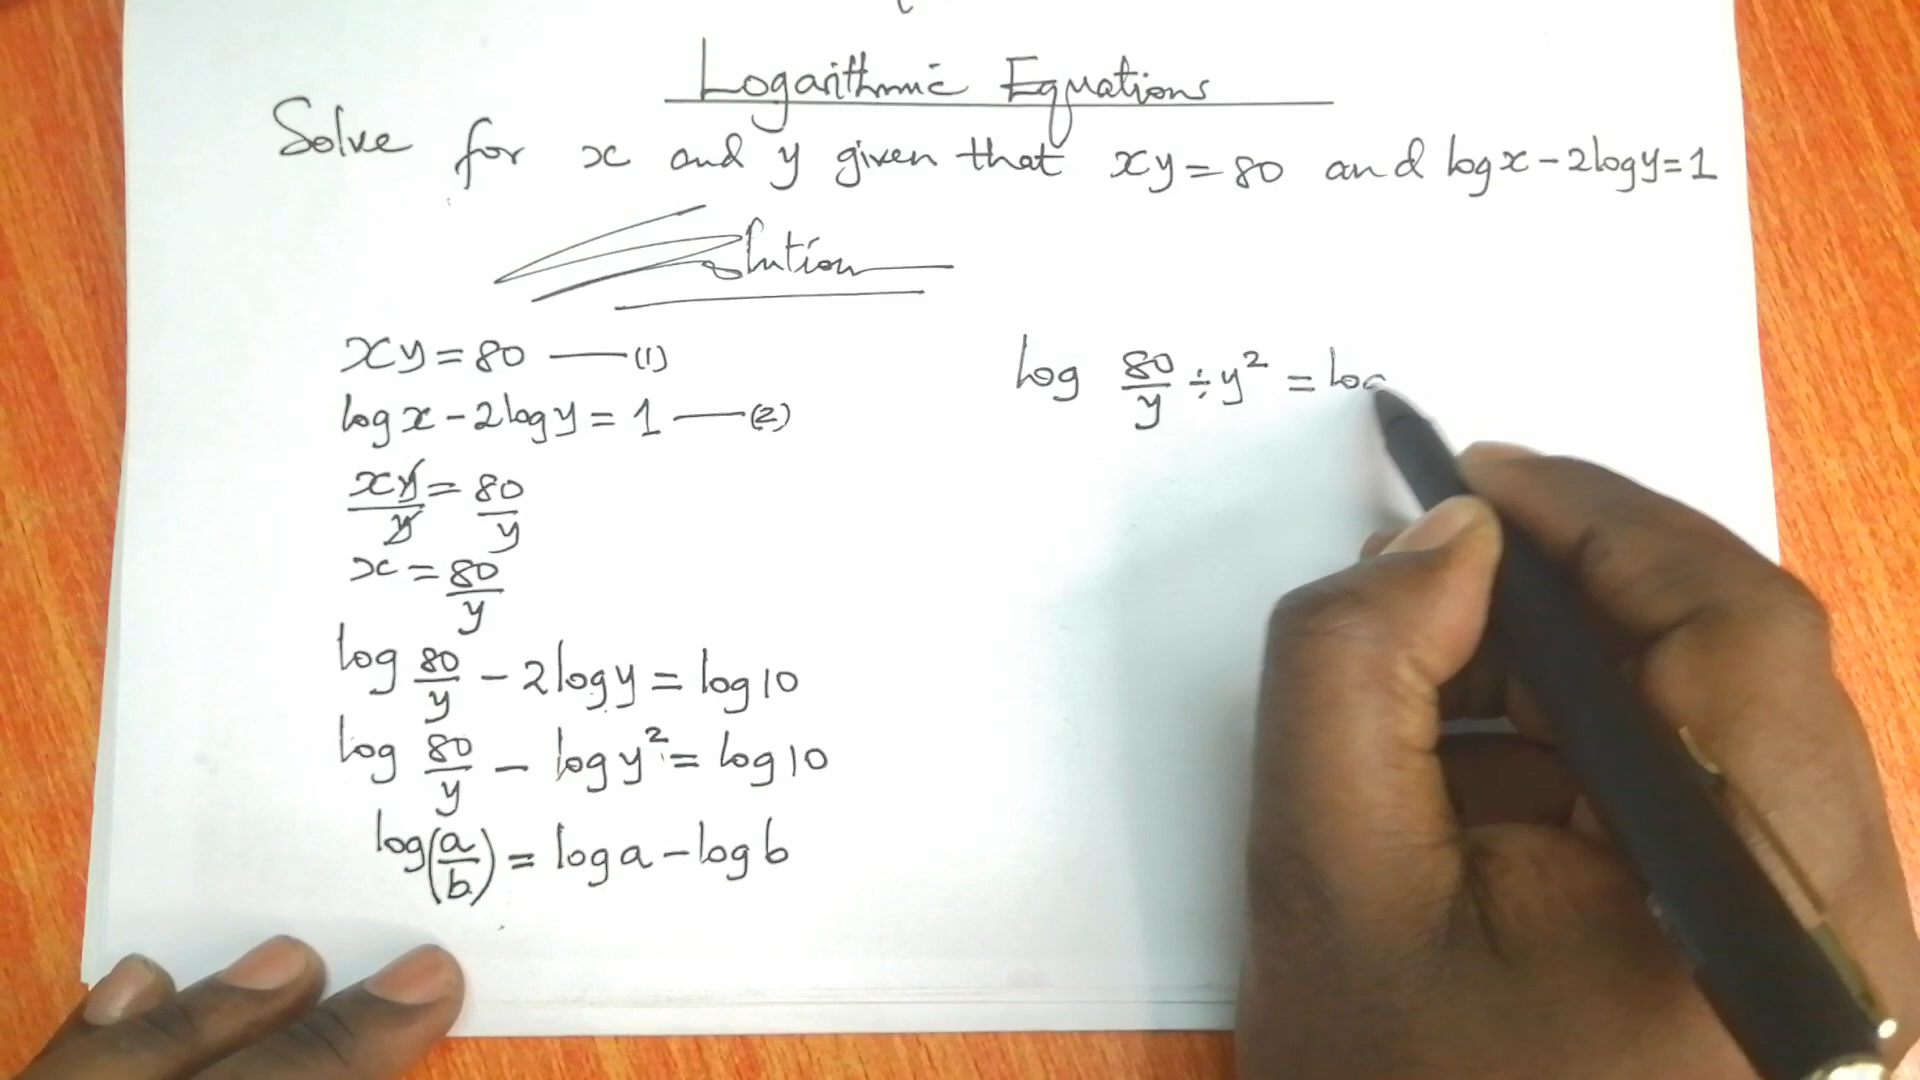 Logarithmic Equations
Solve for x and y given that xy = 80 and log x - 2log y = 1
Solution
xy = 80 —— (1)
log x - 2log y = 1 —— (2)
xy/y = 80/y
x = 80/y
log 80/y - 2log y = log 10
log 80/y - log y² = log 10
log(a/b) = log a - log b
log 80/y ÷ y² = log